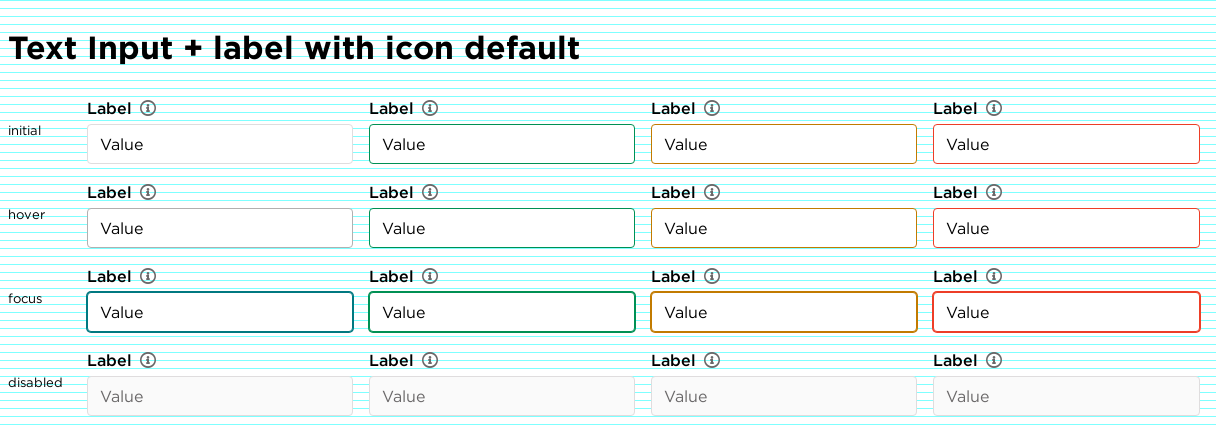 Text Input + label with icon default
Label Label Label Label
initial
Value Value Value Value
Label Label Label Label
hover
Value Value Value Value
Label Label Label Label
focus
Value Value Value Value
Label Label Label Label
disabled
Value Value Value Value